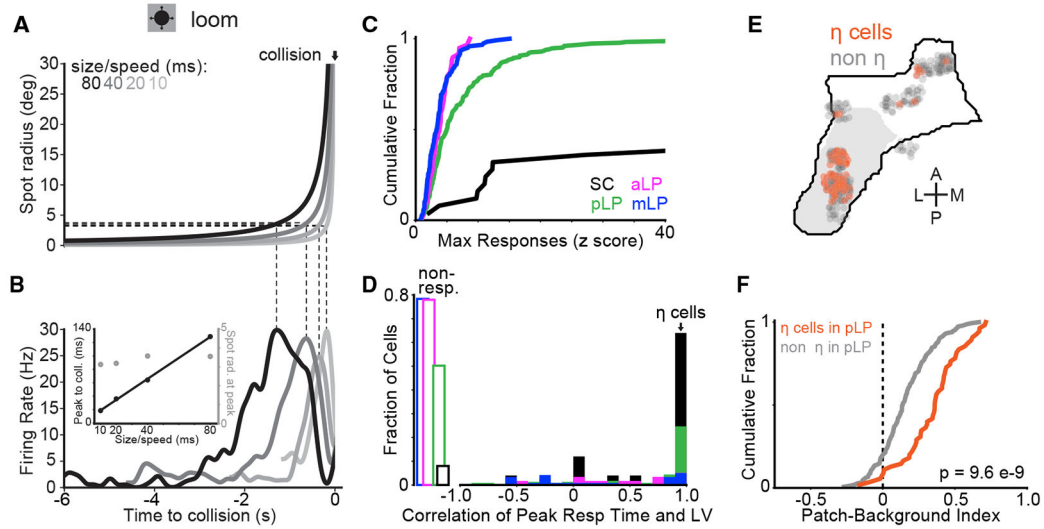 A
loom
collision
size/speed (ms):
80 40 20 10
30
25
20
15
10
5
0
Spot radius (deg)
B
30
25
20
15
10
5
0
Firing Rate (Hz)
140
0
Peak to coll. (ms)
5
0
Spot rad. at peak
10 20 40 80
Size/speed (ms)
-6 -4 -2 0
Time to collision (s)
C
1
0
Cumulative Fraction
SC aLP
pLP mLP
0 40
Max Responses (z score)
D
non-
resp.
η cells
0.8
0
Fraction of Cells
-1.0 -0.5 0 0.5 1.0
Correlation of Peak Resp Time and LV
E
η cells
non η
A
L M
P
F
1
0
Cumulative Fraction
η cells in pLP
non η in pLP
p = 9.6 e-9
-0.5 0 0.5 1.0
Patch-Background Index